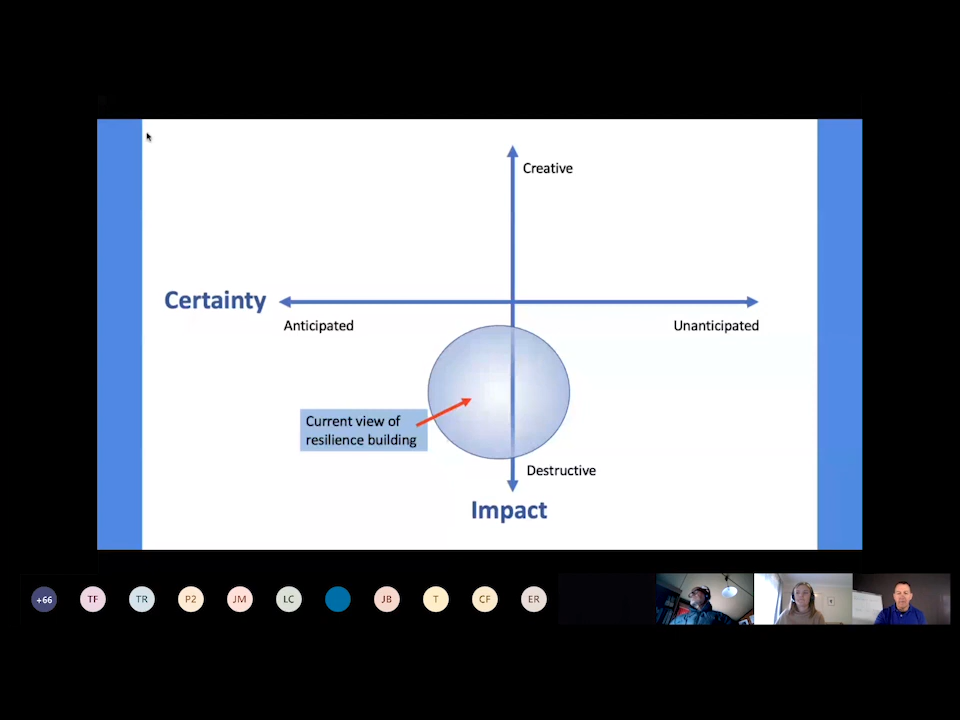 Creative
Certainty
Anticipated
Unanticipated
Current view of
resilience building
Destructive
Impact
+66
TF
TR
P2
JM
LC
JB
T
CF
ER